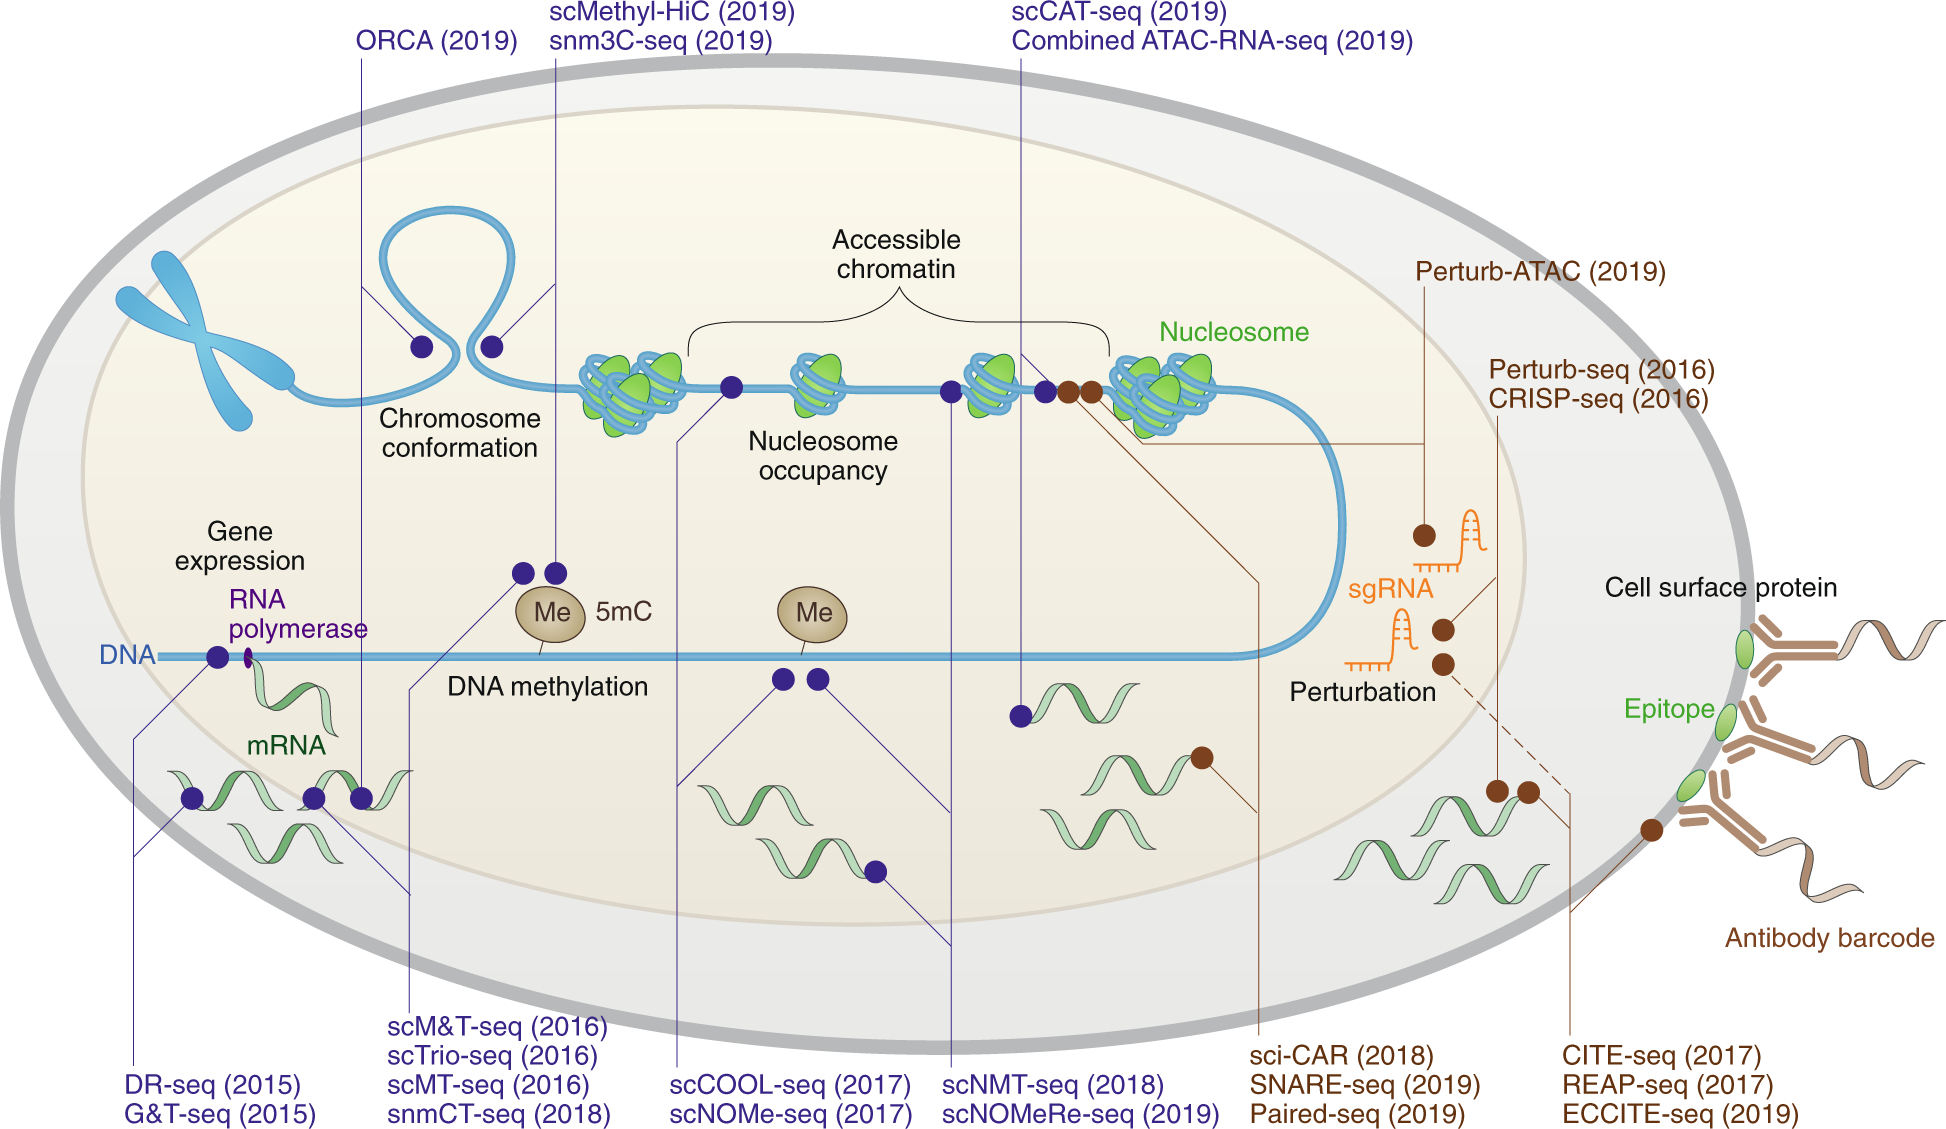 scMethyl-HiC (2019)
ORCA (2019)
snm3C-seq (2019)
scCAT-seq (2019)
Combined ATAC-RNA-seq (2019)
Accessible
chromatin
Perturb-ATAC (2019)
Nucleosome
Perturb-seq (2016)
CRISP-seq (2016)
Chromosome
conformation
Nucleosome
occupancy
Gene
expression
RNA
polymerase
DNA
Me
5mC
Me
sgRNA
Cell surface protein
DNA methylation
Perturbation
Epitope
mRNA
Antibody barcode
DR-seq (2015)
G&T-seq (2015)
scM&T-seq (2016)
scTrio-seq (2016)
scMT-seq (2016)
snmCT-seq (2018)
scCOOL-seq (2017)
scNOMe-seq (2017)
scNMT-seq (2018)
scNOMeRe-seq (2019)
sci-CAR (2018)
SNARE-seq (2019)
Paired-seq (2019)
CITE-seq (2017)
REAP-seq (2017)
ECCITE-seq (2019)